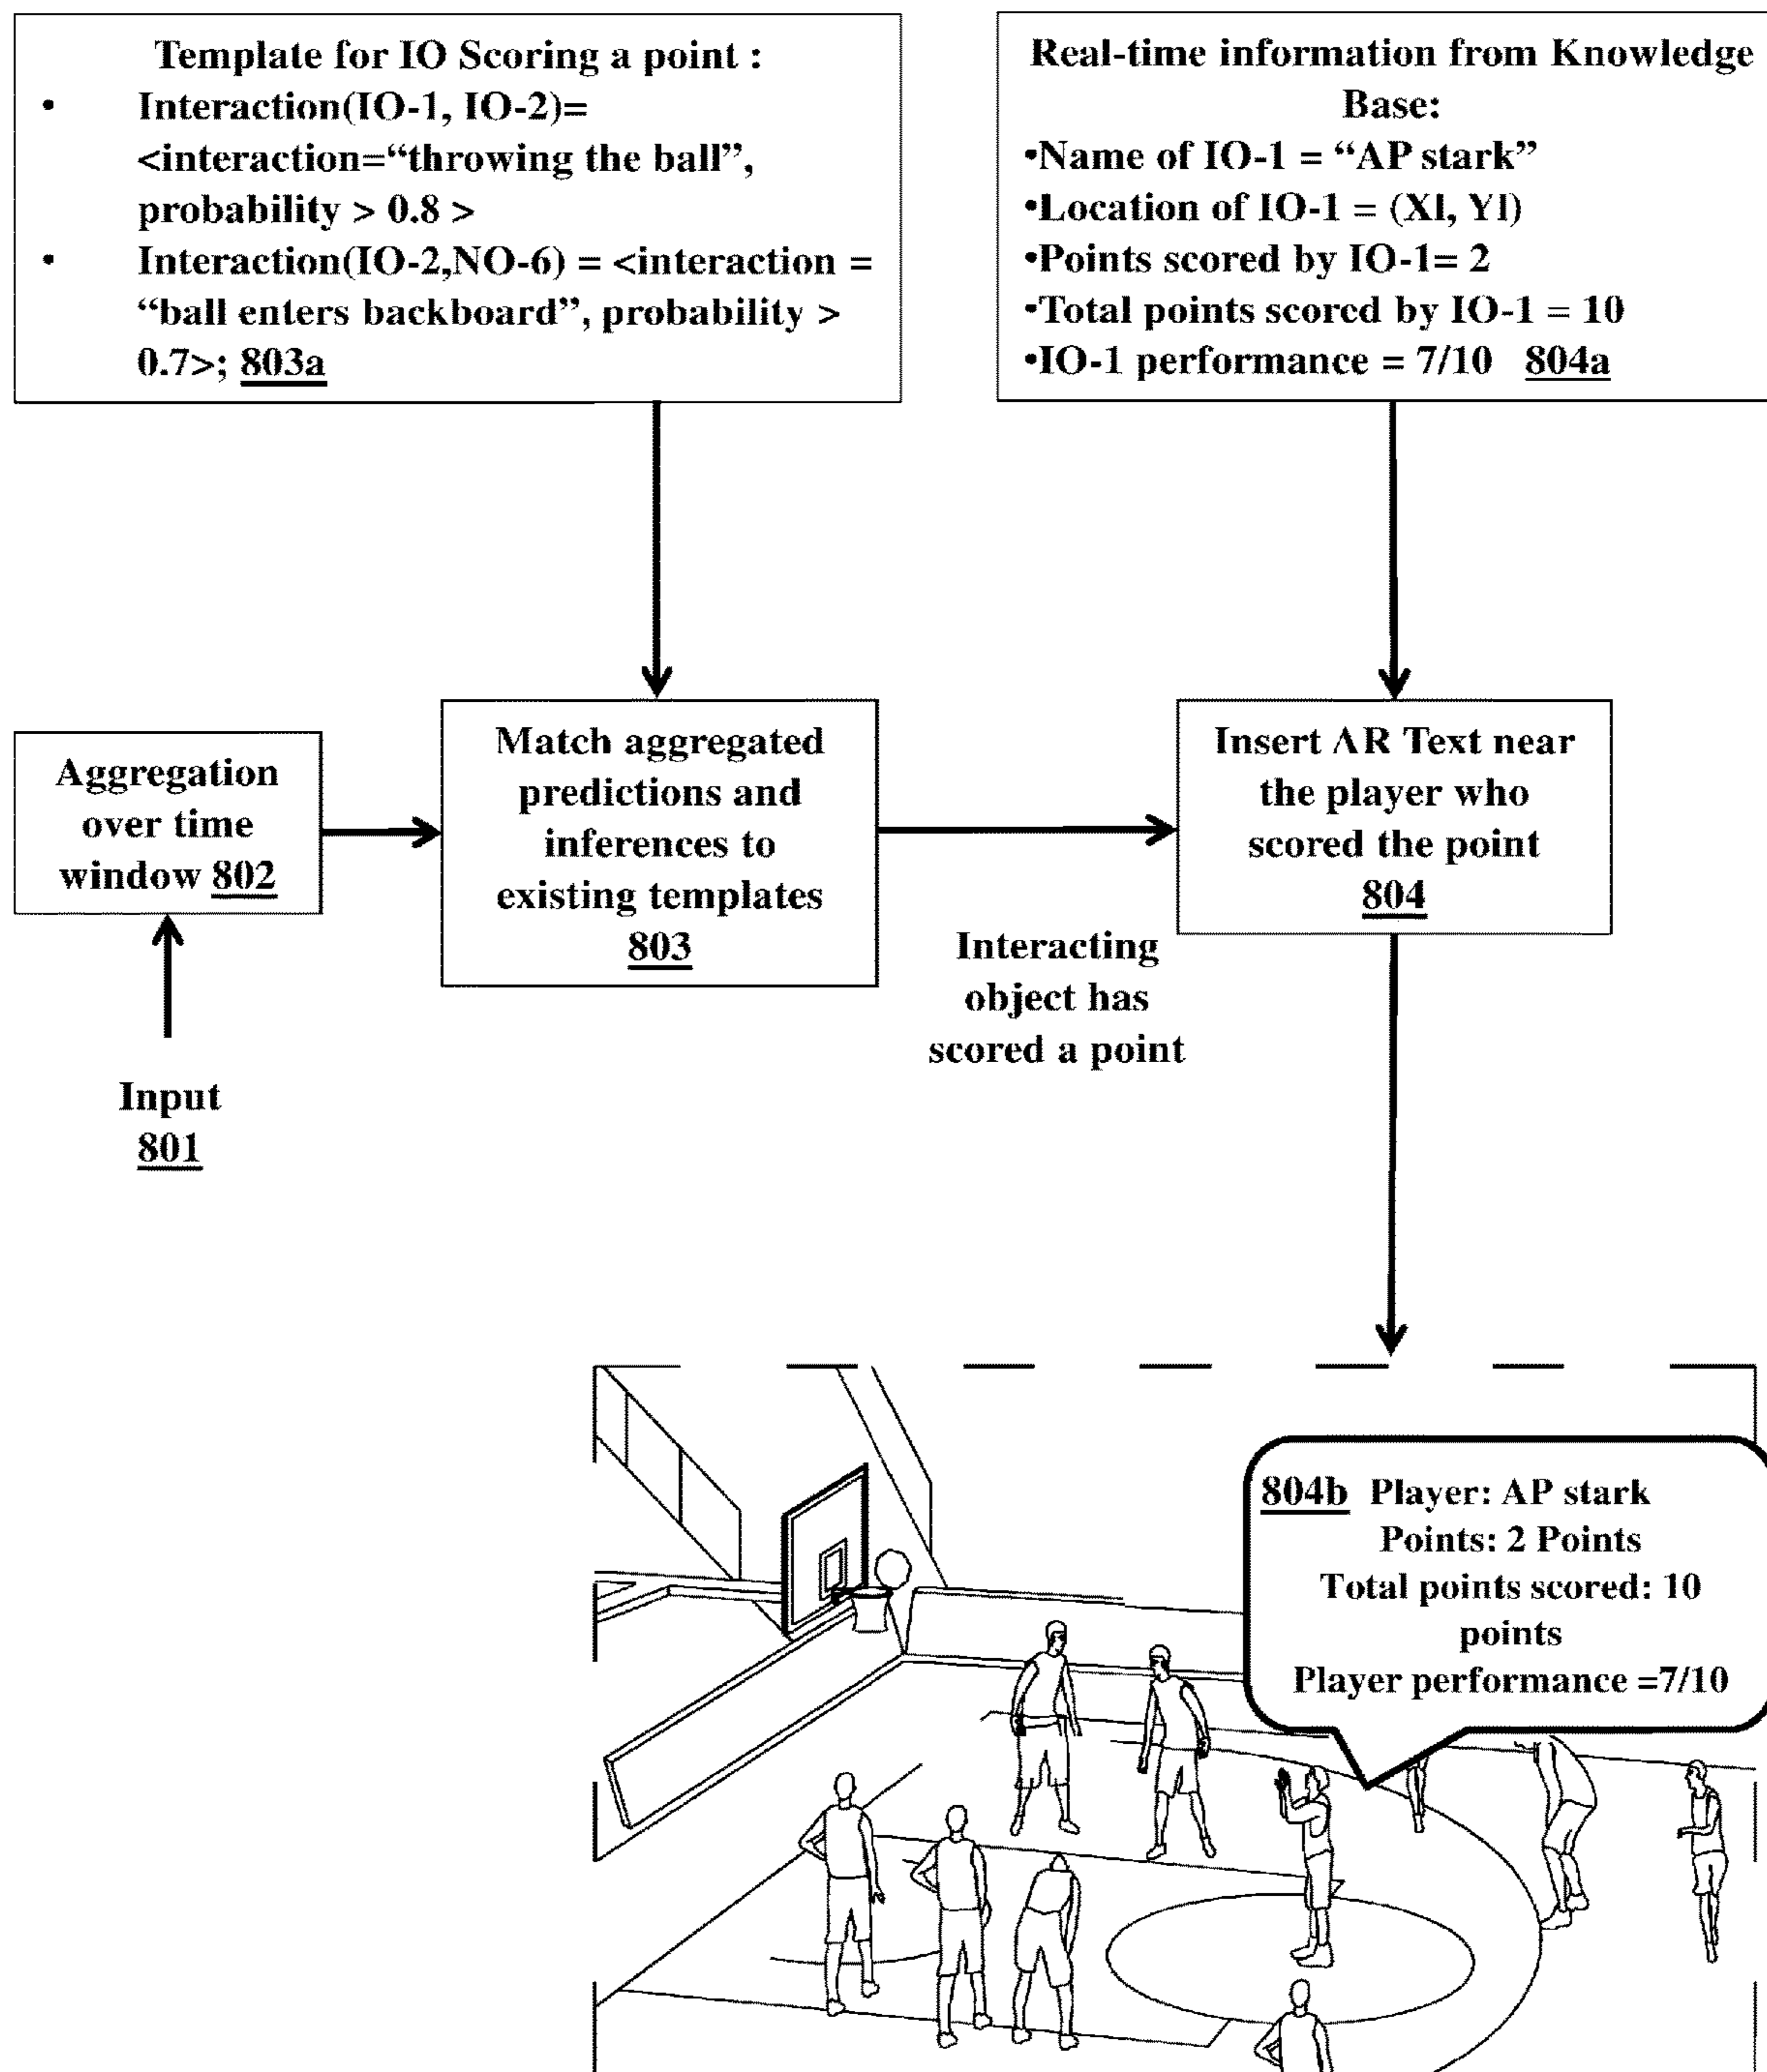 Template for IO Scoring a point :
• Interaction(IO-1, IO-2)=
<interaction=“throwing the ball”,
probability > 0.8 >
• Interaction(IO-2,NO-6) = <interaction =
“ball enters backboard”, probability >
0.7>; 803a
Real-time information from Knowledge
Base:
•Name of IO-1 = “AP stark”
•Location of IO-1 = (XI, YI)
•Points scored by IO-1= 2
•Total points scored by IO-1 = 10
•IO-1 performance = 7/10 804a
Aggregation
over time
window 802
Match aggregated
predictions and
inferences to
existing templates
803
Insert AR Text near
the player who
scored the point
804
Interacting
object has
scored a point
Input
801
804b Player: AP stark
Points: 2 Points
Total points scored: 10
points
Player performance =7/10